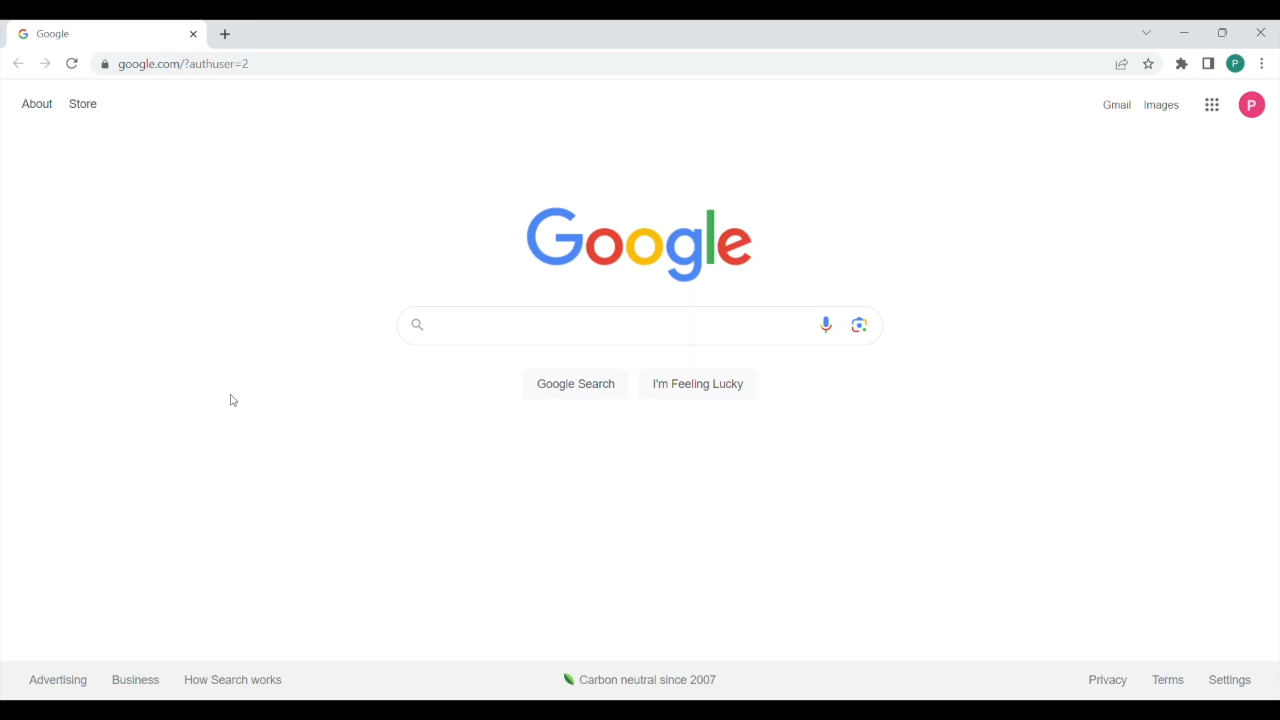 Google
google.com/?authuser=2
P
About Store
Gmail Images
P
Google
Google Search I'm Feeling Lucky
Advertising Business How Search works
Carbon neutral since 2007
Privacy Terms Settings